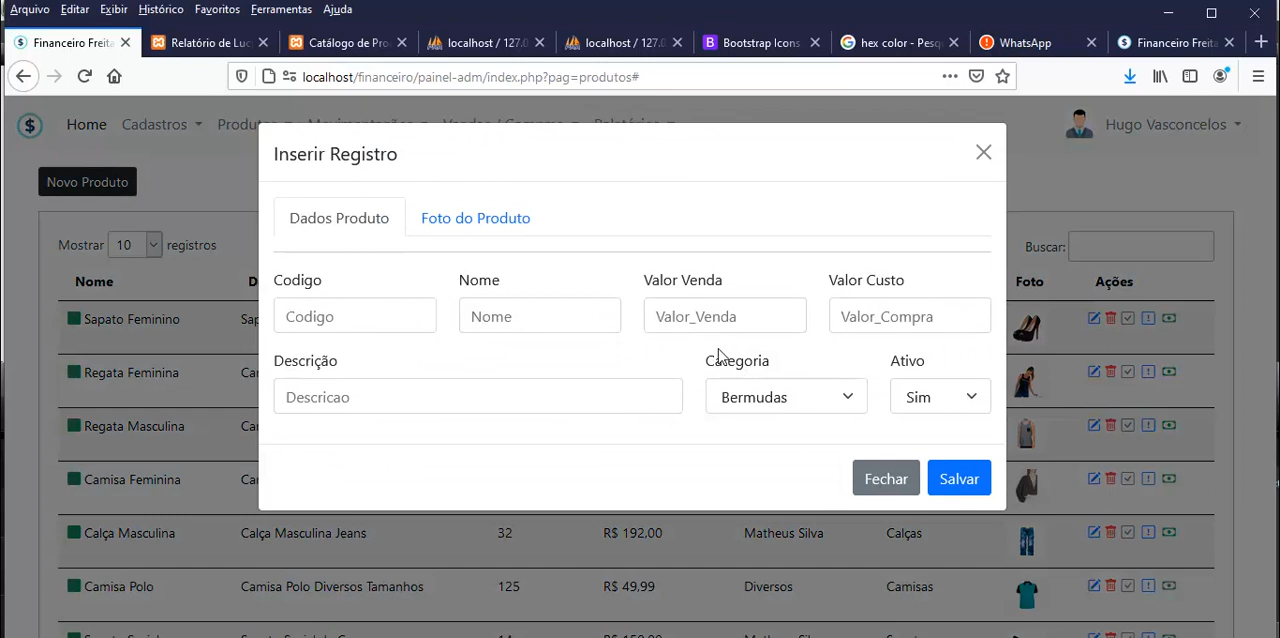 Arquivo Editar Exibir Histórico Favoritos Ferramentas Ajuda
Financeiro Freita Relatório de Luc Catálogo de Pro localhost / 127.0 localhost / 127.0 Bootstrap Icons hex color - Pesq WhatsApp Financeiro Freita
localhost/financeiro/painel-adm/index.php?pag=produtos#
$ Home Cadastros Hugo Vasconcelos
Inserir Registro
Novo Produto
Dados Produto Foto do Produto
Mostrar 10 registros Buscar:
Codigo Nome Valor Venda Valor Custo
Nome Foto Ações
Codigo Nome Valor_Venda Valor_Compra
Sapato Feminino
Descrição Categoria Ativo
Regata Feminina
Descricao Bermudas Sim
Regata Masculina
Fechar Salvar
Camisa Feminina
Calça Masculina Calça Masculina Jeans 32 R$ 192,00 Matheus Silva Calças
Camisa Polo Camisa Polo Diversos Tamanhos 125 R$ 49,99 Diversos Camisas